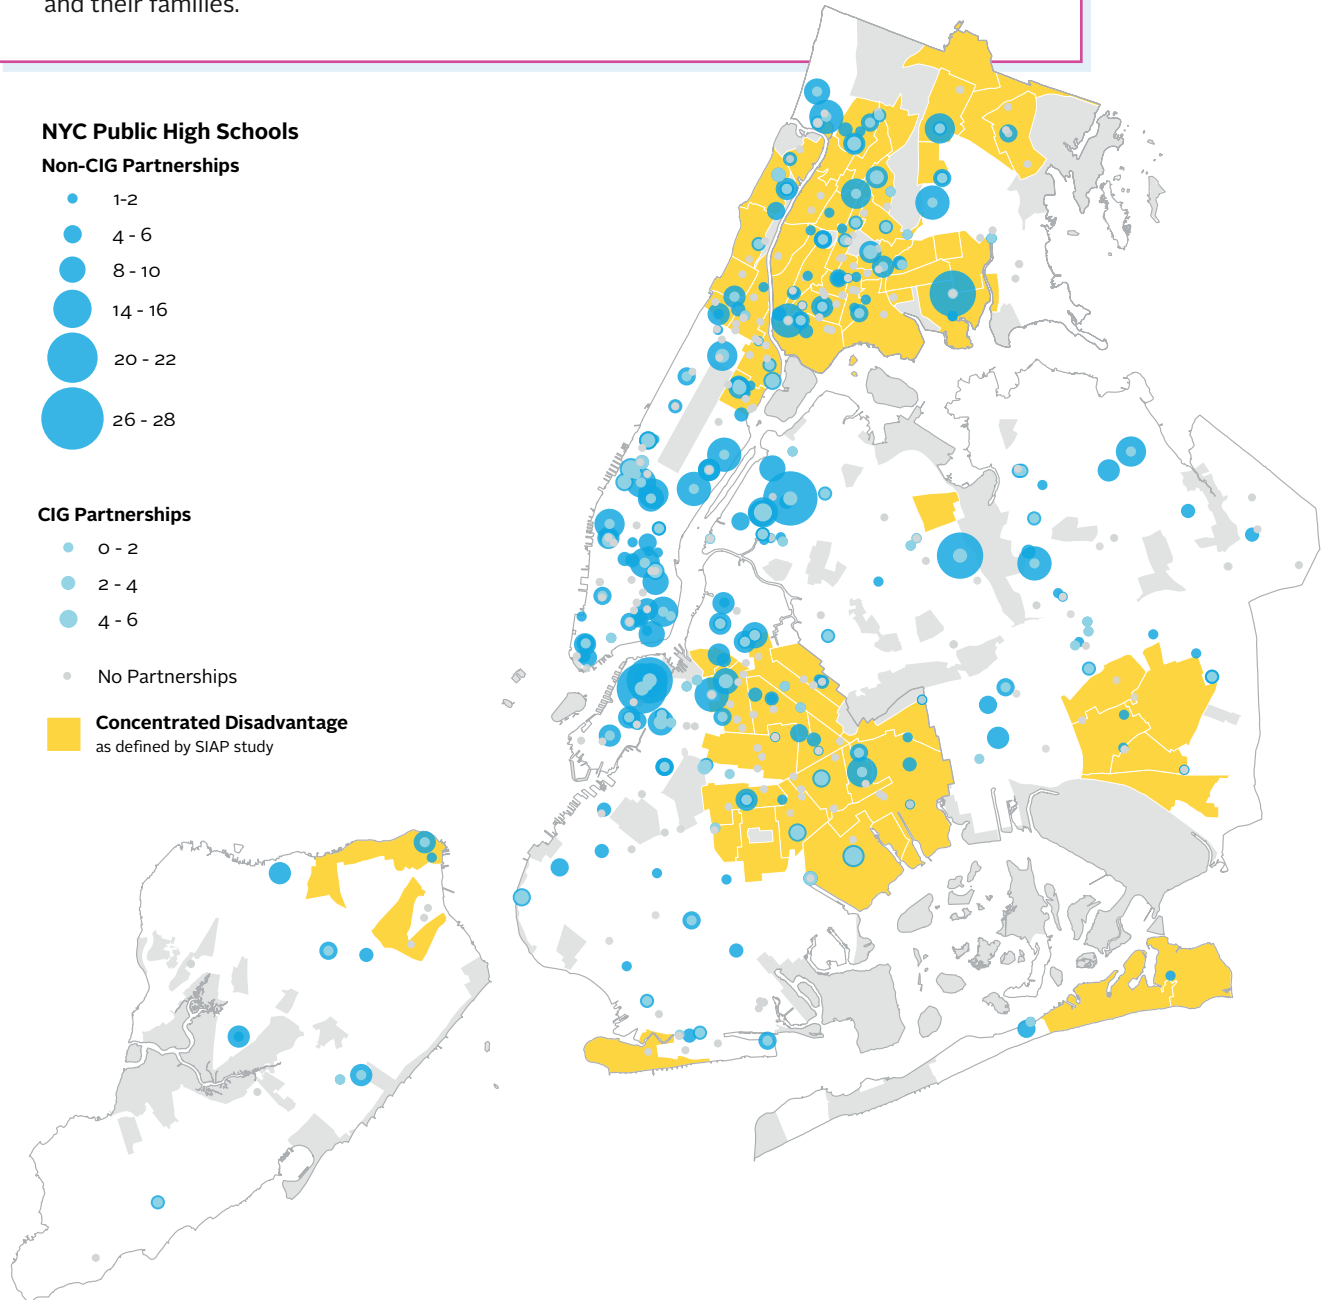 and their families.
NYC Public High Schools
Non-CIG Partnerships
1-2
4 - 6
8 - 10
14 - 16
20 - 22
26 - 28
CIG Partnerships
0 - 2
2 - 4
4 - 6
No Partnerships
Concentrated Disadvantage
as defined by SIAP study